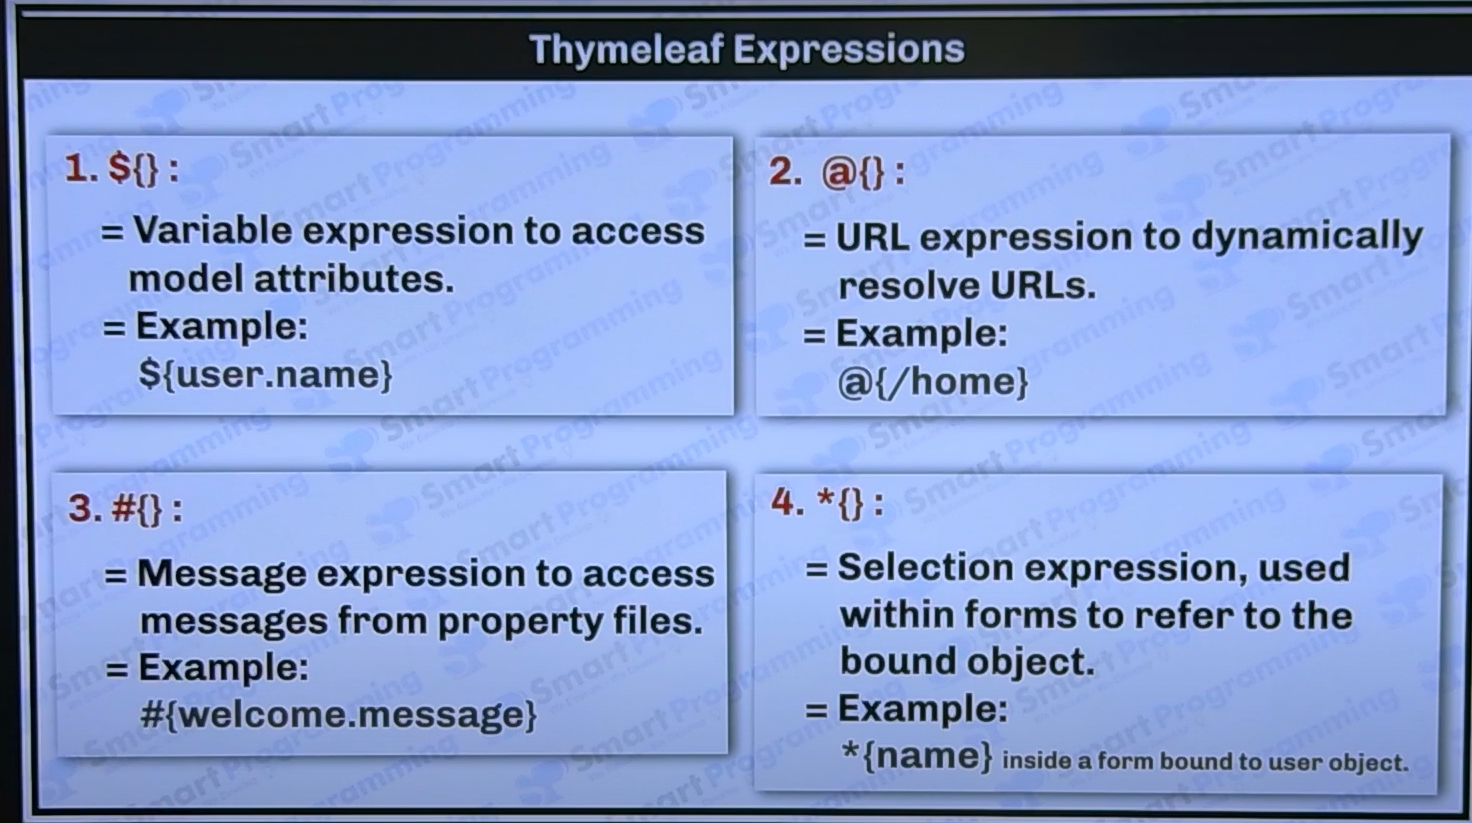 Thymeleaf Expressions
1. ${} :
= Variable expression to access
model attributes.
= Example:
${user.name}
2. @{} :
= URL expression to dynamically
resolve URLs.
= Example:
@{/home}
3. #{} :
= Message expression to access
messages from property files.
= Example:
#{welcome.message}
4. *{} :
= Selection expression, used
within forms to refer to the
bound object.
= Example:
*{name} inside a form bound to user object.
Smart Programming